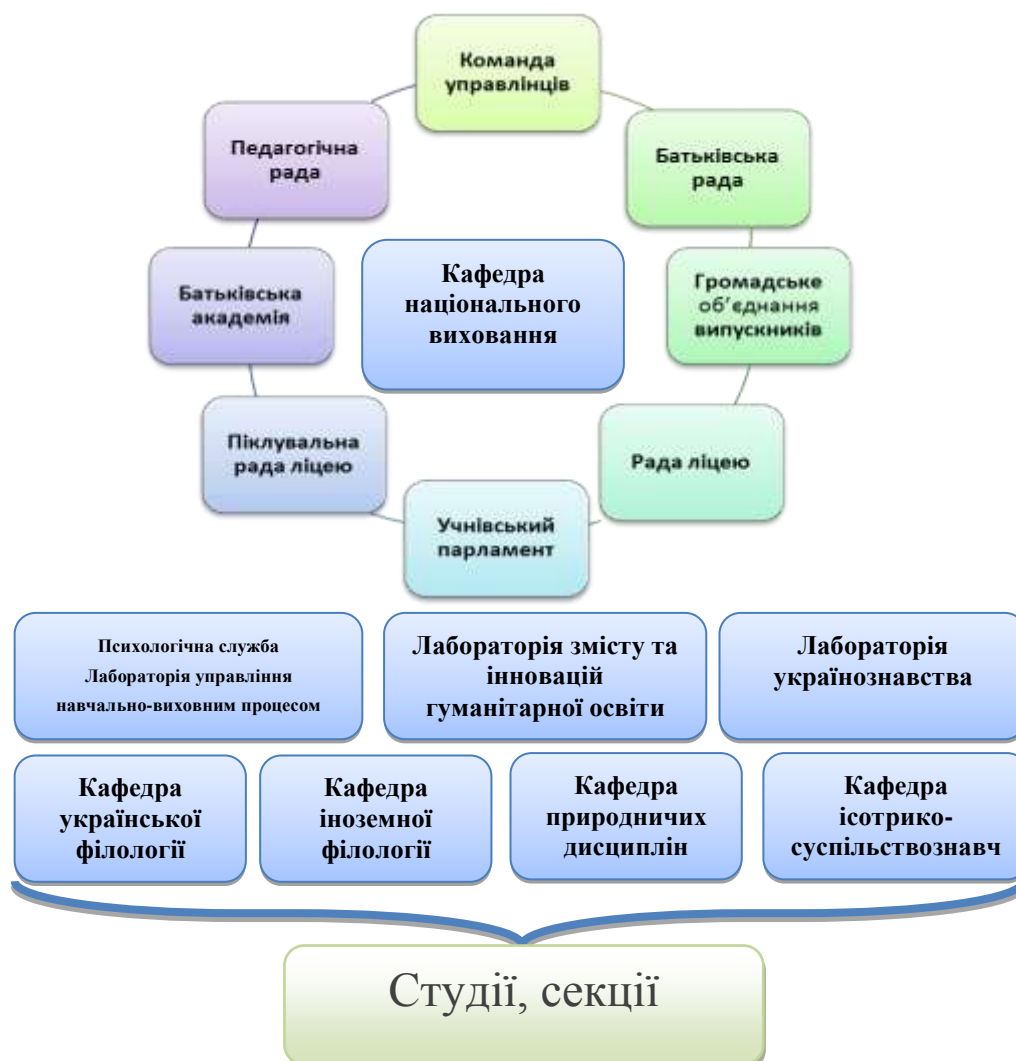 Команда
управлінців
Педагогічна
рада
Батьківська
рада
Батьківська
академія
Кафедра
національного
виховання
Громадське
об’єднання
випускників
Піклувальна
рада ліцею
Рада ліцею
Учнівський
парламент
Психологічна служба
Лабораторія управління
навчально-виховним процесом
Лабораторія змісту та
інновацій
гуманітарної освіти
Лабораторія
українознавства
Кафедра
української
філології
Кафедра
іноземної
філології
Кафедра
природничих
дисциплін
Кафедра
ісотрико-
суспільствознавч
Студії, секції